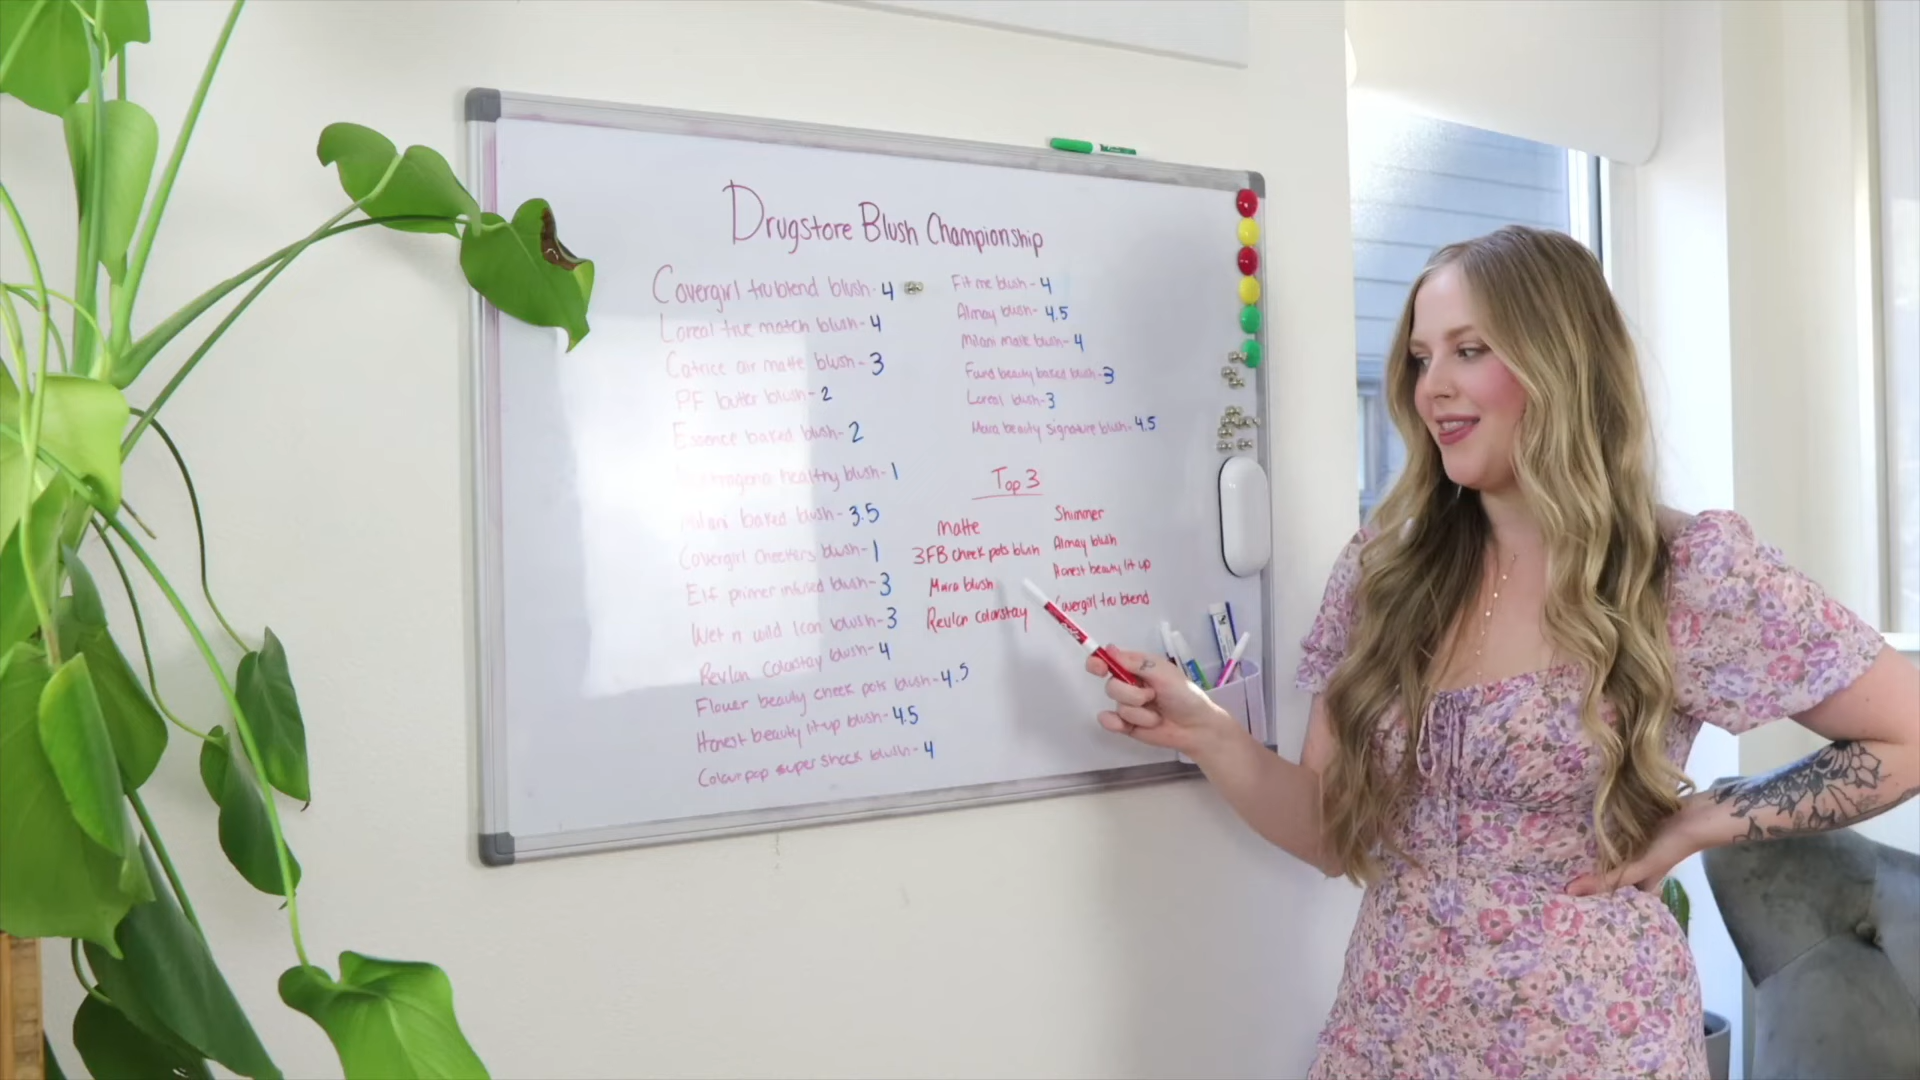 Drugstore Blush Championship
Covergirl trublend blush - 4
Loreal true match blush - 4
Catrice air matte blush - 3
PF butter blush - 2
Essence baked blush - 2
healthy blush - 1
Milani baked blush - 3.5
Covergirl Cheekers blush - 1
Elf primer infused blush - 3
Wet n wild Icon blush - 3
Revlon Colorstay blush - 4
Flower beauty cheek pots blush - 4.5
Honest beauty lit up blush - 4.5
Colourpop super shock blush - 4
Fit me blush - 4
Almay blush - 4.5
Milani matte blush - 4
beauty baked blush - 3
Loreal blush - 3
beauty signature blush - 4.5
Top 3
Matte
3FB cheek pots blush
blush
Revlon colorstay
Shimmer
Almay blush
Honest beauty lit up
Covergirl tru blend